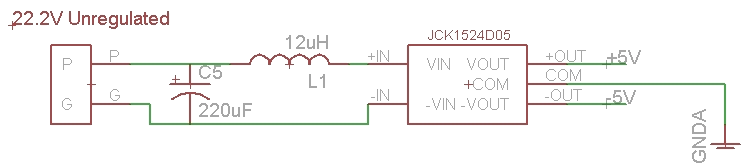 22.2V Unregulated
JCK1524D05
P P 12uH +IN VIN VOUT +OUT +5V
C5 L1 +COM COM
G G 220uF -IN -VIN -VOUT -OUT -5V
GNDA